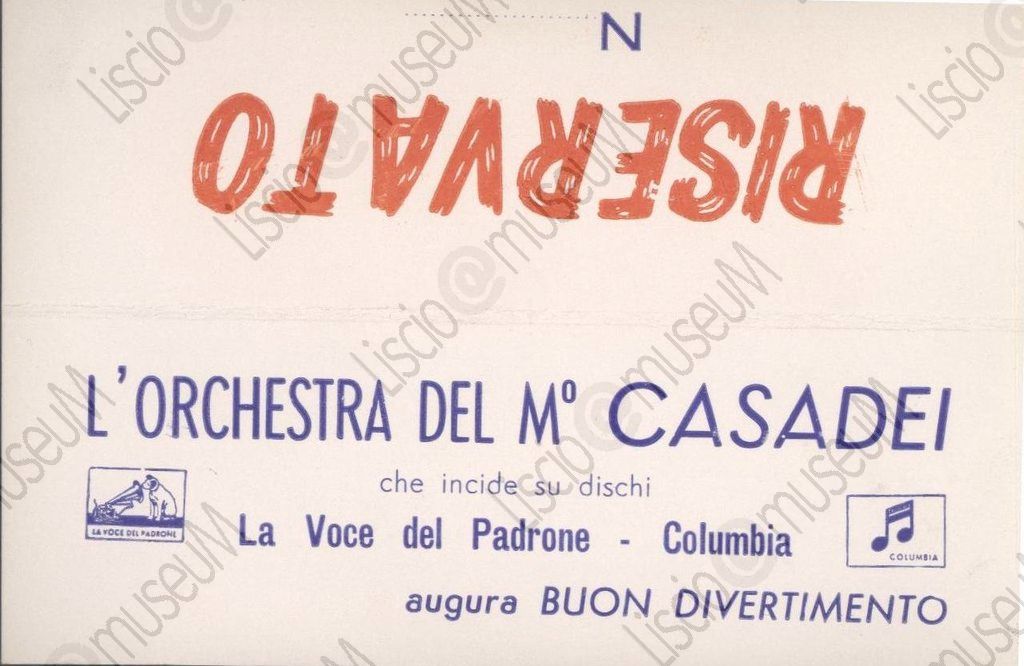 N ....................
RISERVATO
L'ORCHESTRA DEL Mº CASADEI
che incide su dischi
La Voce del Padrone - Columbia
LA VOCE DEL PADRONE
COLUMBIA
augura BUON DIVERTIMENTO
Liscio@museuM